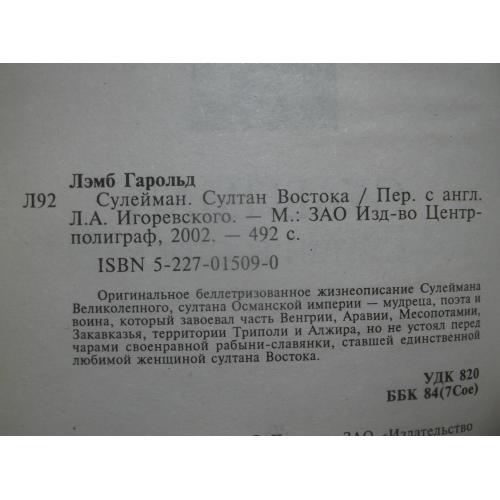 Лэмб Гарольд
Л92 Сулейман. Султан Востока / Пер. с англ.
Л.А. Игоревского. — М.: ЗАО Изд-во Центр-
полиграф, 2002. — 492 с.
ISBN 5-227-01509-0
Оригинальное беллетризованное жизнеописание Сулеймана
Великолепного, султана Османской империи — мудреца, поэта и
воина, который завоевал часть Венгрии, Аравии, Месопотамии,
Закавказья, территории Триполи и Алжира, но не устоял перед
чарами своенравной рабыни-славянки, ставшей единственной
любимой женщиной султана Востока.
УДК 820
ББК 84(7Сое)
ЗАО «Издательство